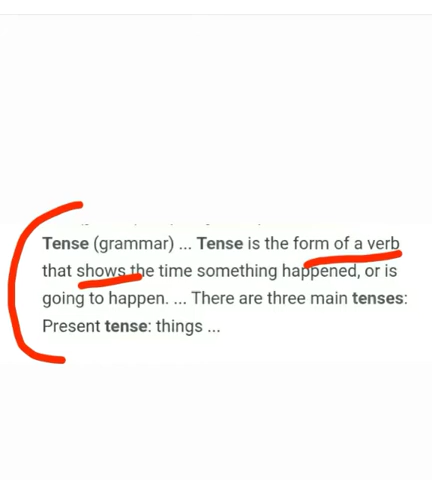 Tense (grammar) ... Tense is the form of a verb
that shows the time something happened, or is
going to happen. ... There are three main tenses:
Present tense: things ...